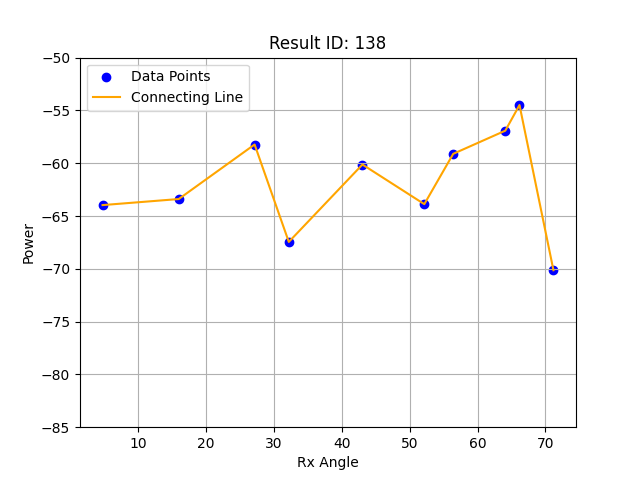 Result ID: 138
Data Points
Connecting Line
−50
−55
−60
−65
−70
−75
−80
−85
Power
10 20 30 40 50 60 70
Rx Angle